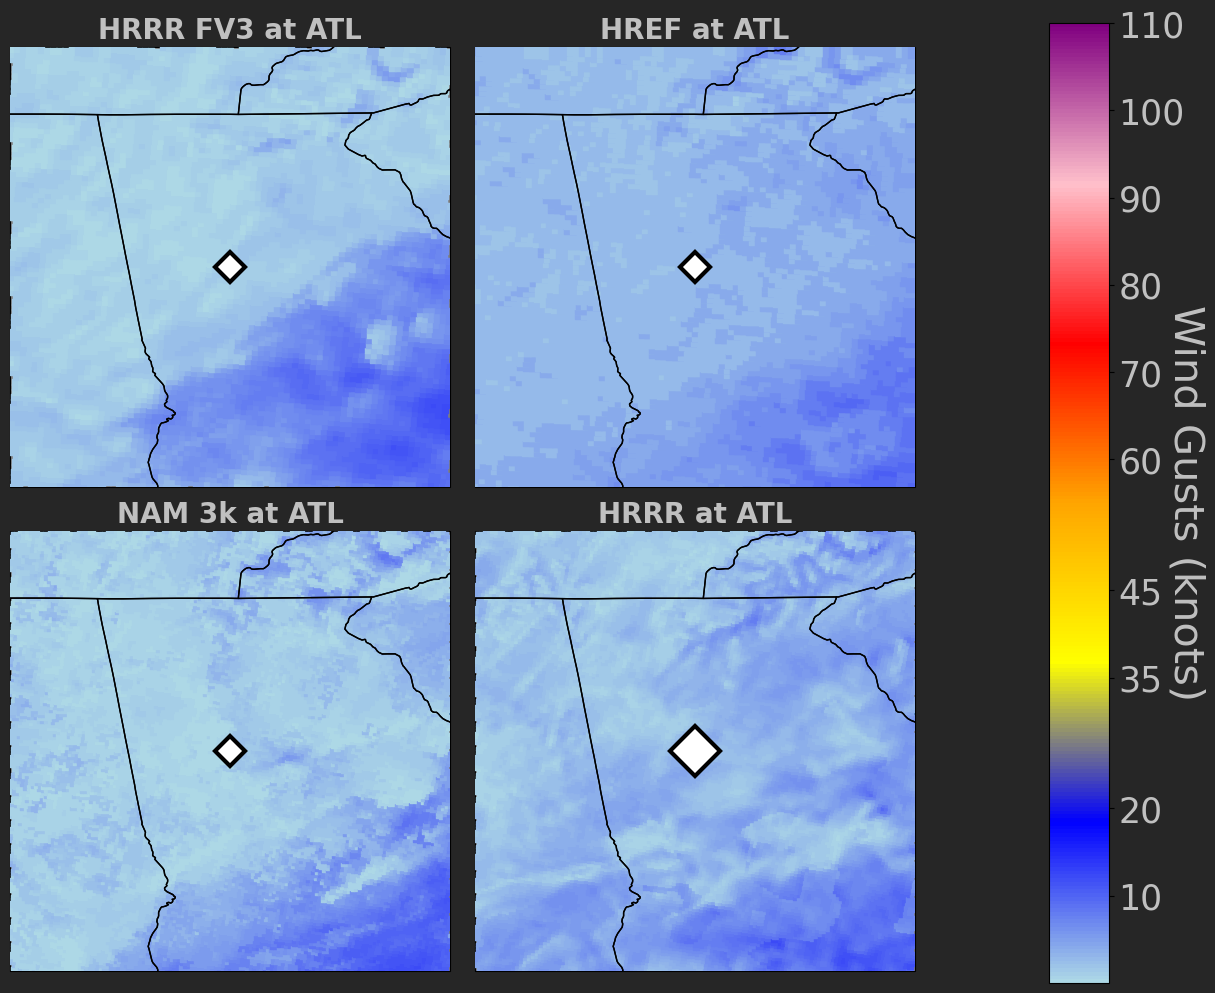 HRRR FV3 at ATL
HREF at ATL
NAM 3k at ATL
HRRR at ATL
110
100
90
80
70
60
45
35
20
10
Wind Gusts (knots)